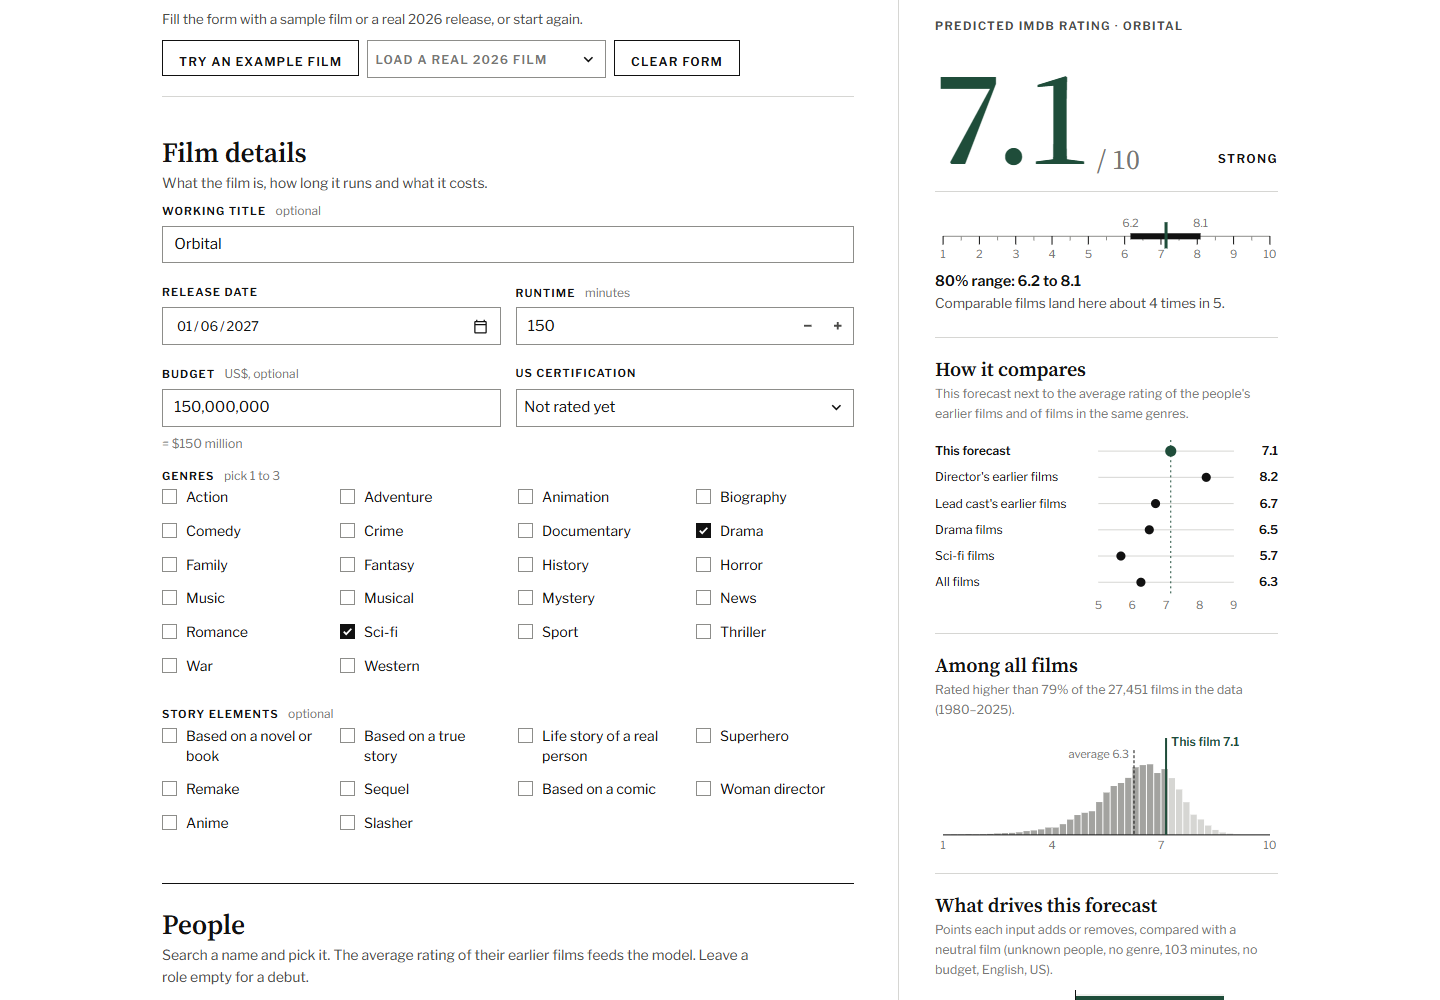 Fill the form with a sample film or a real 2026 release, or start again.
TRY AN EXAMPLE FILM
LOAD A REAL 2026 FILM
CLEAR FORM
Film details
What the film is, how long it runs and what it costs.
WORKING TITLE optional
Orbital
RELEASE DATE
RUNTIME minutes
01/06/2027
150
BUDGET US$, optional
US CERTIFICATION
150,000,000
Not rated yet
= $150 million
GENRES pick 1 to 3
Action
Adventure
Animation
Biography
Comedy
Crime
Documentary
Drama
Family
Fantasy
History
Horror
Music
Musical
Mystery
News
Romance
Sci-fi
Sport
Thriller
War
Western
STORY ELEMENTS optional
Based on a novel or
book
Based on a true
story
Life story of a real
person
Superhero
Remake
Sequel
Based on a comic
Woman director
Anime
Slasher
People
Search a name and pick it. The average rating of their earlier films feeds the model. Leave a
role empty for a debut.
PREDICTED IMDB RATING · ORBITAL
7.1 / 10
STRONG
6.2 8.1
1 2 3 4 5 6 7 8 9 10
80% range: 6.2 to 8.1
Comparable films land here about 4 times in 5.
How it compares
This forecast next to the average rating of the people's
earlier films and of films in the same genres.
This forecast 7.1
Director's earlier films 8.2
Lead cast's earlier films 6.7
Drama films 6.5
Sci-fi films 5.7
All films 6.3
5 6 7 8 9
Among all films
Rated higher than 79% of the 27,451 films in the data
(1980–2025).
This film 7.1
average 6.3
1 4 7 10
What drives this forecast
Points each input adds or removes, compared with a
neutral film (unknown people, no genre, 103 minutes, no
budget, English, US).